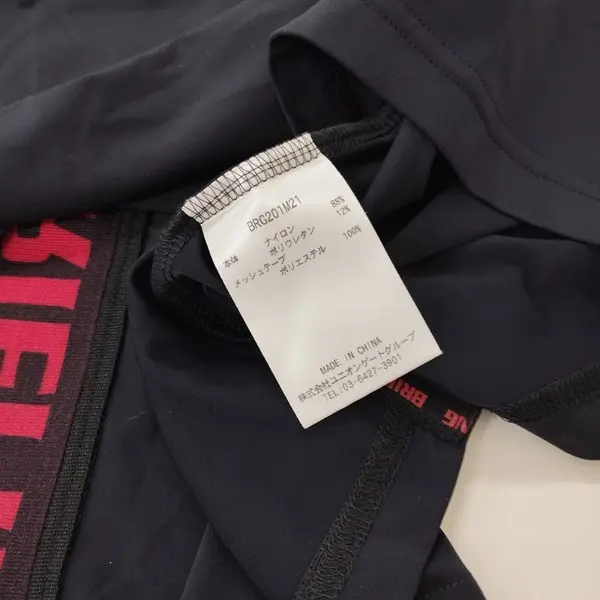 BRG201M21
本体 ナイロン 88%
ポリウレタン 12%
メッシュテープ
ポリエステル 100%
MADE IN CHINA
株式会社ユニオンゲートグループ
TEL:03-6427-3901
BRI
NG